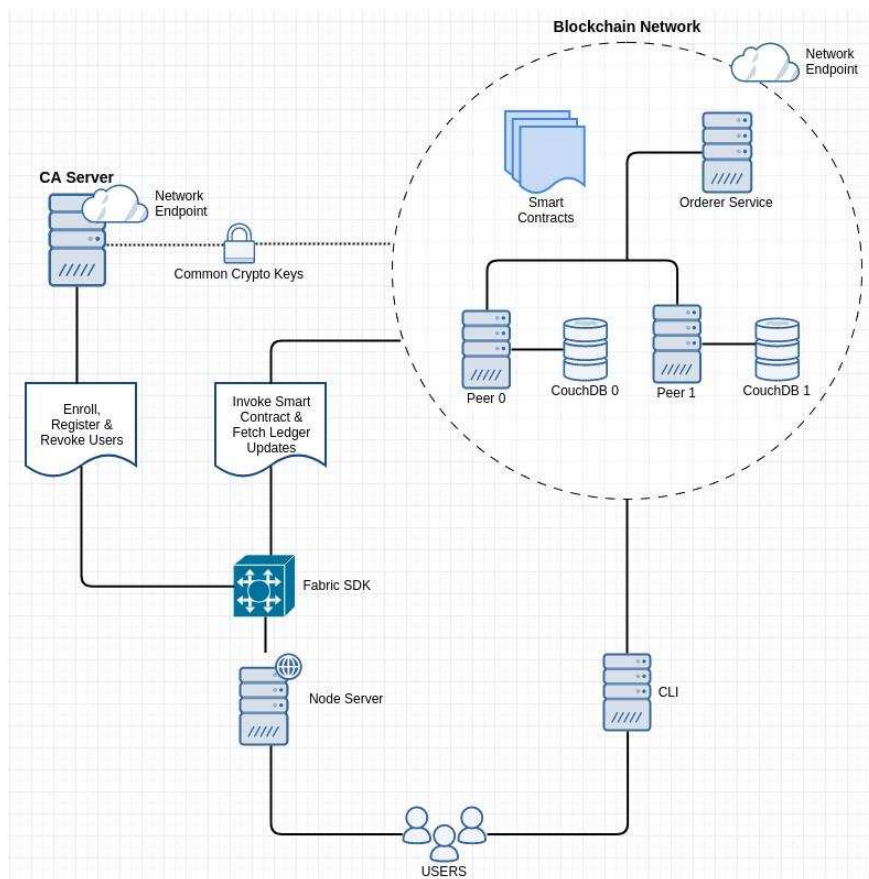 Blockchain Network
Network
Endpoint
Smart
Contracts
Orderer Service
CA Server
Network
Endpoint
Common Crypto Keys
Peer 0
CouchDB 0
Peer 1
CouchDB 1
Enroll,
Register &
Revoke Users
Invoke Smart
Contract &
Fetch Ledger
Updates
Fabric SDK
Node Server
CLI
USERS